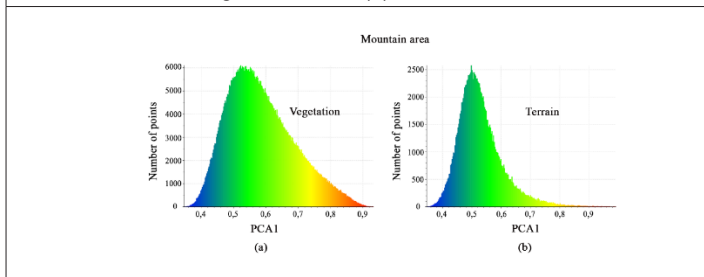 Mountain area
6000
5000
4000
3000
2000
1000
0
Number of points
Vegetation
0,4 0,5 0,6 0,7 0,8 0,9
PCA1
(a)
2500
2000
1500
1000
500
0
Number of points
Terrain
0,4 0,5 0,6 0,7 0,8 0,9
PCA1
(b)